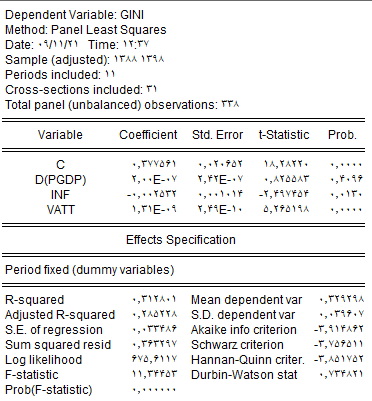 Dependent Variable: GINI
Method: Panel Least Squares
Date: ۰۹/۱۱/۲۱ Time: ۱۲:۳۷
Sample (adjusted): ۱۳۸۸ ۱۳۹۸
Periods included: ۱۱
Cross-sections included: ۳۱
Total panel (unbalanced) observations: ۳۳۸
Variable Coefficient Std. Error t-Statistic Prob.
C ۰,۳۷۷۵۶۱ ۰,۰۲۰۶۵۲ ۱۸,۲۸۲۲۰ ۰,۰۰۰۰
D(PGDP) ۲,۰۰E-۰۷ ۲,۴۲E-۰۷ ۰,۸۲۵۵۸۳ ۰,۴۰۹۶
INF -۰,۰۰۲۵۳۲ ۰,۰۰۱۰۱۴ -۲,۴۹۷۴۵۴ ۰,۰۱۳۰
VATT ۱,۳۱E-۰۹ ۲,۴۹E-۱۰ ۵,۲۶۵۱۹۸ ۰,۰۰۰۰
Effects Specification
Period fixed (dummy variables)
R-squared ۰,۳۱۲۸۰۱ Mean dependent var ۰,۳۲۹۲۹۸
Adjusted R-squared ۰,۲۸۵۲۲۸ S.D. dependent var ۰,۰۳۹۶۰۷
S.E. of regression ۰,۰۳۳۴۸۶ Akaike info criterion -۳,۹۱۴۸۶۲
Sum squared resid ۰,۳۶۳۲۹۷ Schwarz criterion -۳,۷۵۶۵۱۱
Log likelihood ۶۷۵,۶۱۱۷ Hannan-Quinn criter. -۳,۸۵۱۷۵۲
F-statistic ۱۱,۳۴۴۵۳ Durbin-Watson stat ۰,۷۳۴۸۲۱
Prob(F-statistic) ۰,۰۰۰۰۰۰